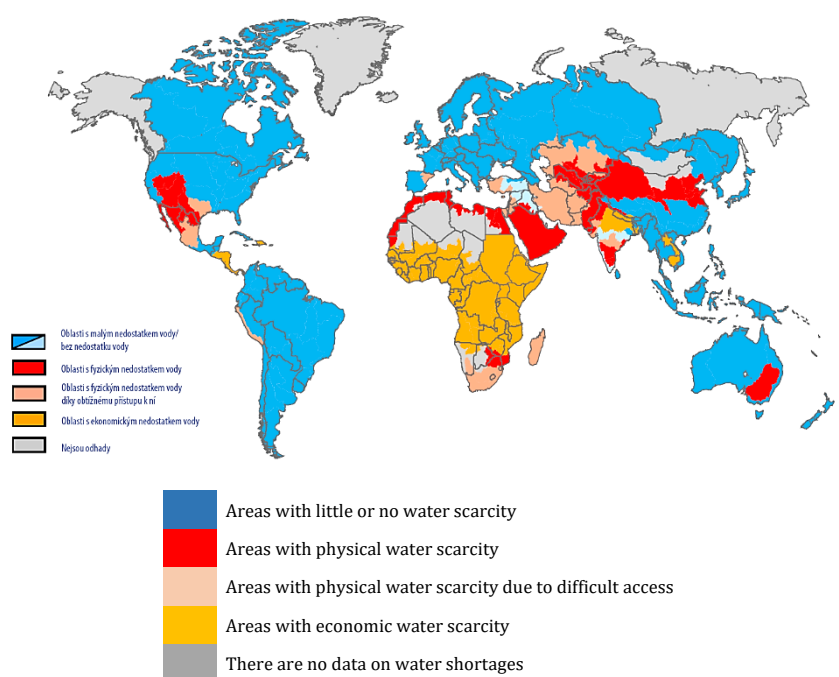 Oblasti s malým nedostatkem vody/
bez nedostatku vody
Oblasti s fyzickým nedostatkem vody
Oblasti s fyzickým nedostatkem vody
díky obtížnému přístupu k ní
Oblasti s ekonomickým nedostatkem vody
Nejsou odhady
Areas with little or no water scarcity
Areas with physical water scarcity
Areas with physical water scarcity due to difficult access
Areas with economic water scarcity
There are no data on water shortages